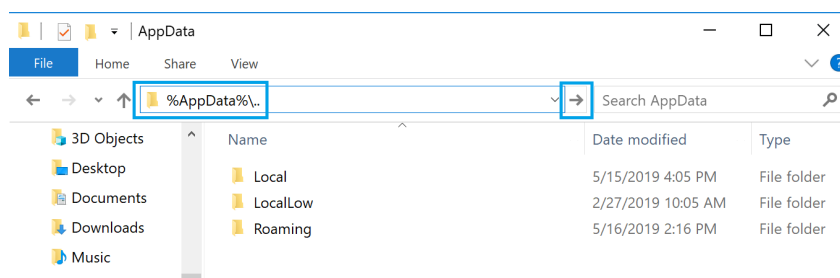 AppData
File Home Share View
%AppData%\.. Search AppData
3D Objects Name Date modified Type
Desktop Local 5/15/2019 4:05 PM File folder
Documents LocalLow 2/27/2019 10:05 AM File folder
Downloads Roaming 5/16/2019 2:16 PM File folder
Music